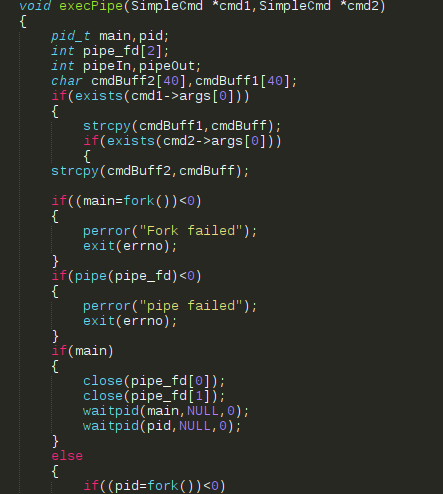 void execPipe(SimpleCmd *cmd1,SimpleCmd *cmd2)
{
pid_t main,pid;
int pipe_fd[2];
int pipeIn,pipeOut;
char cmdBuff2[40],cmdBuff1[40];
if(exists(cmd1->args[0]))
{
strcpy(cmdBuff1,cmdBuff);
if(exists(cmd2->args[0]))
{
strcpy(cmdBuff2,cmdBuff);
if((main=fork())<0)
{
perror("Fork failed");
exit(errno);
}
if(pipe(pipe_fd)<0)
{
perror("pipe failed");
exit(errno);
}
if(main)
{
close(pipe_fd[0]);
close(pipe_fd[1]);
waitpid(main,NULL,0);
waitpid(pid,NULL,0);
}
else
{
if((pid=fork())<0)